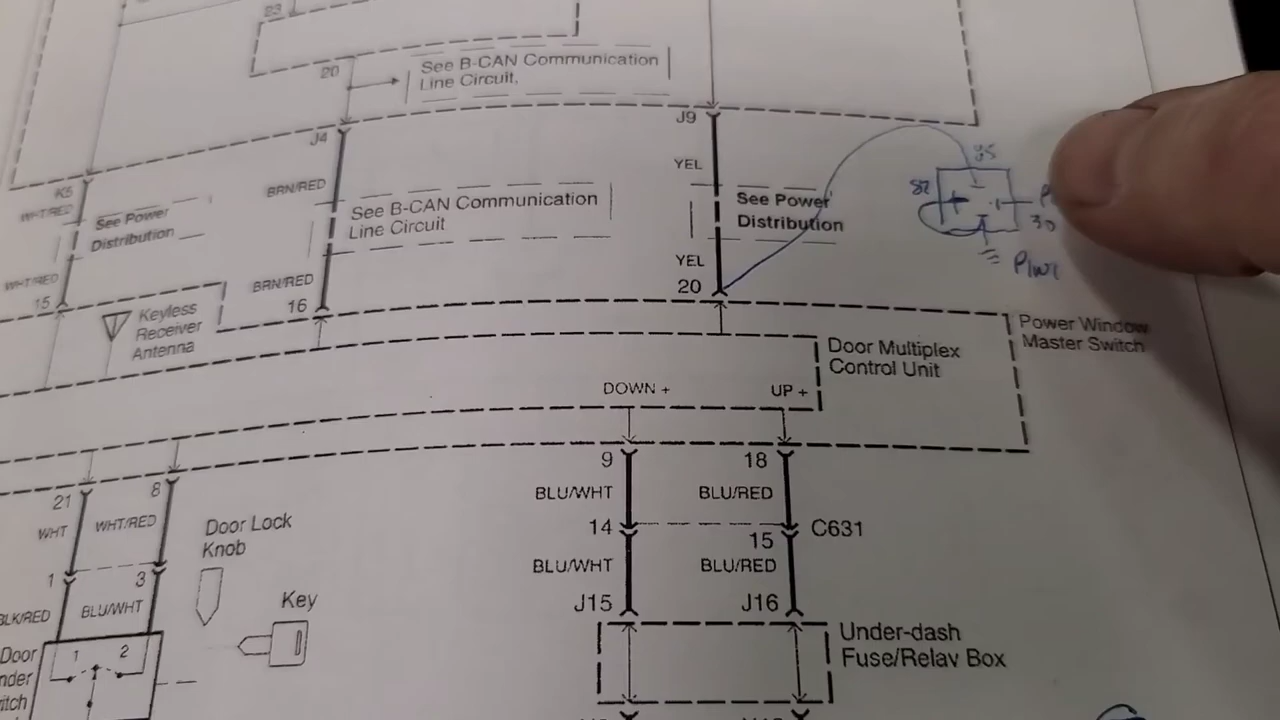 23
20
See B-CAN Communication
Line Circuit,
J9
J4
K5
YEL
WHT/RED
BRN/RED
See Power
Distribution
See B-CAN Communication
Line Circuit
See Power
Distribution
85
30
WHT/RED
BRN/RED
YEL
15
16
20
Keyless
Receiver
Antenna
Power Window
Master Switch
Door Multiplex
Control Unit
DOWN +
UP +
9
18
21
8
BLU/WHT
BLU/RED
WHT
WHT/RED
Door Lock
Knob
14
15
C631
1
3
BLU/WHT
BLU/RED
BLK/RED
BLU/WHT
Key
J15
J16
Door
1
2
Under-dash
Fuse/Relay Box